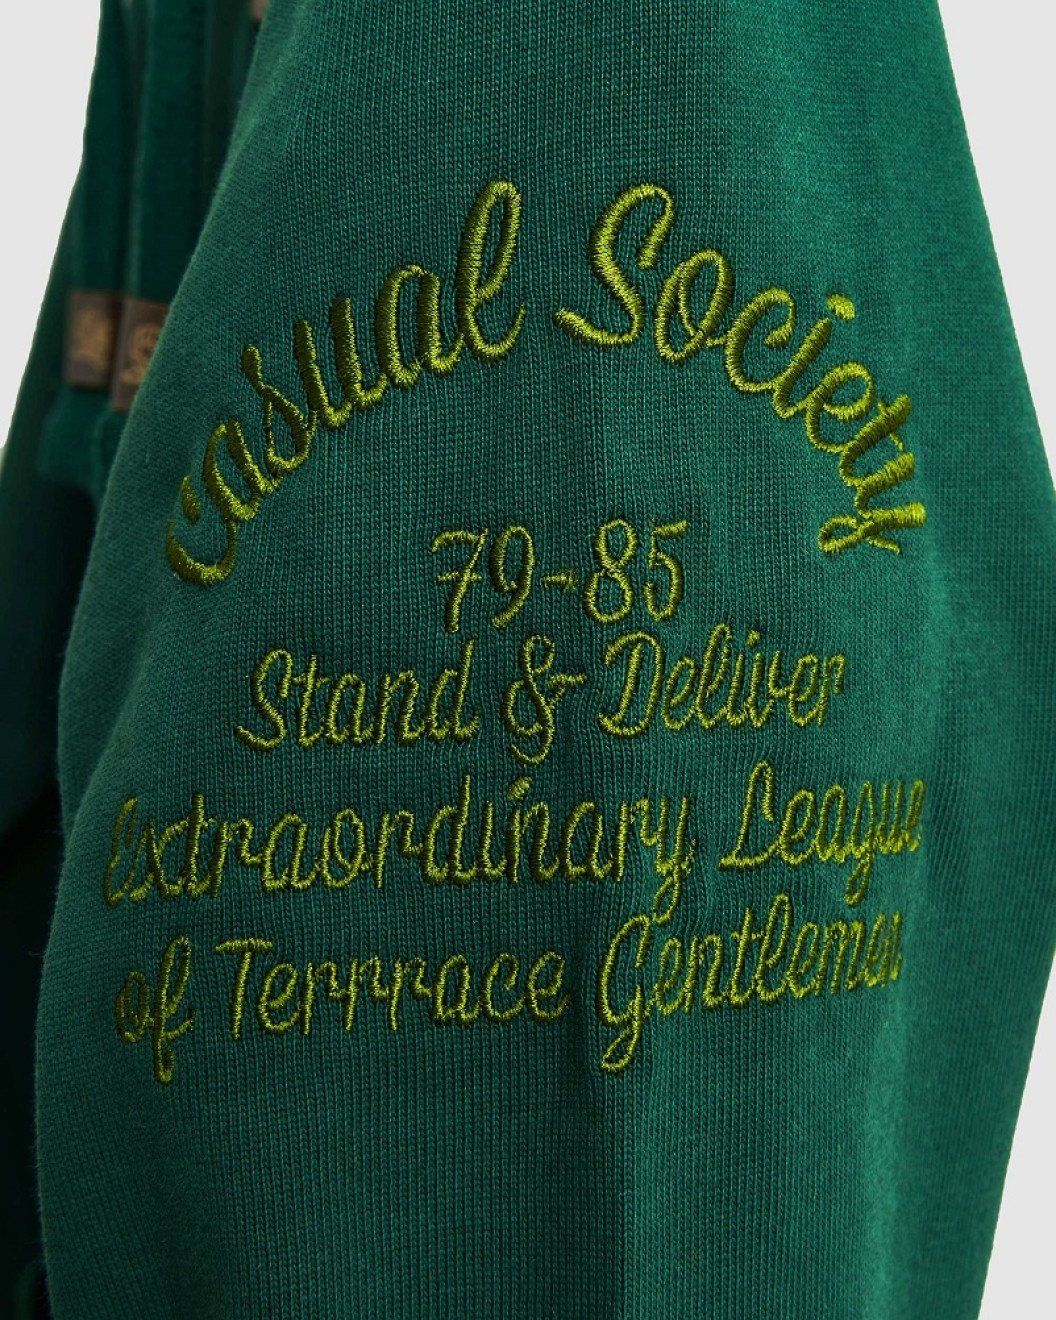 Casual Society
79-85
Stand & Deliver
Extraordinary League
of Terrrace Gentlemen